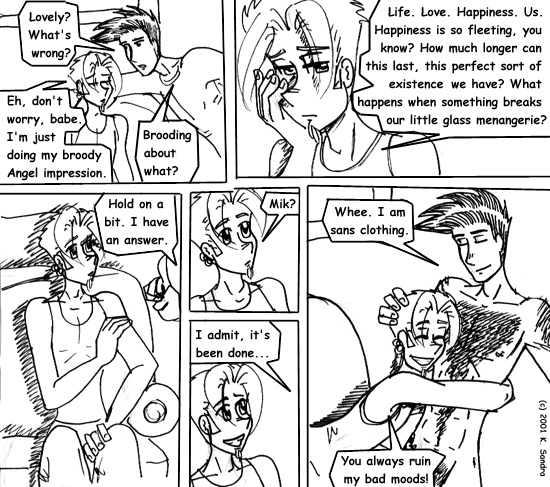 Lovely?
What's
wrong?
Eh, don't
worry, babe.
I'm just
doing my broody
Angel impression.
Brooding
about
what?
Life. Love. Happiness. Us.
Happiness is so fleeting, you
know? How much longer can
this last, this perfect sort of
existence we have? What
happens when something breaks
our little glass menangerie?
Hold on a
bit. I have
an answer.
Mik?
I admit, it's
been done...
Whee. I am
sans clothing.
You always ruin
my bad moods!
(c) 2001 K. Sandra